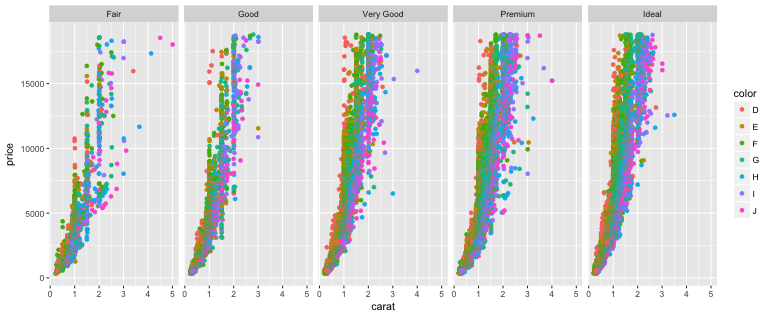 Fair Good Very Good Premium Ideal
price
15000
10000
5000
0
0 1 2 3 4 5 0 1 2 3 4 5 0 1 2 3 4 5 0 1 2 3 4 5 0 1 2 3 4 5
carat
color
D
E
F
G
H
I
J